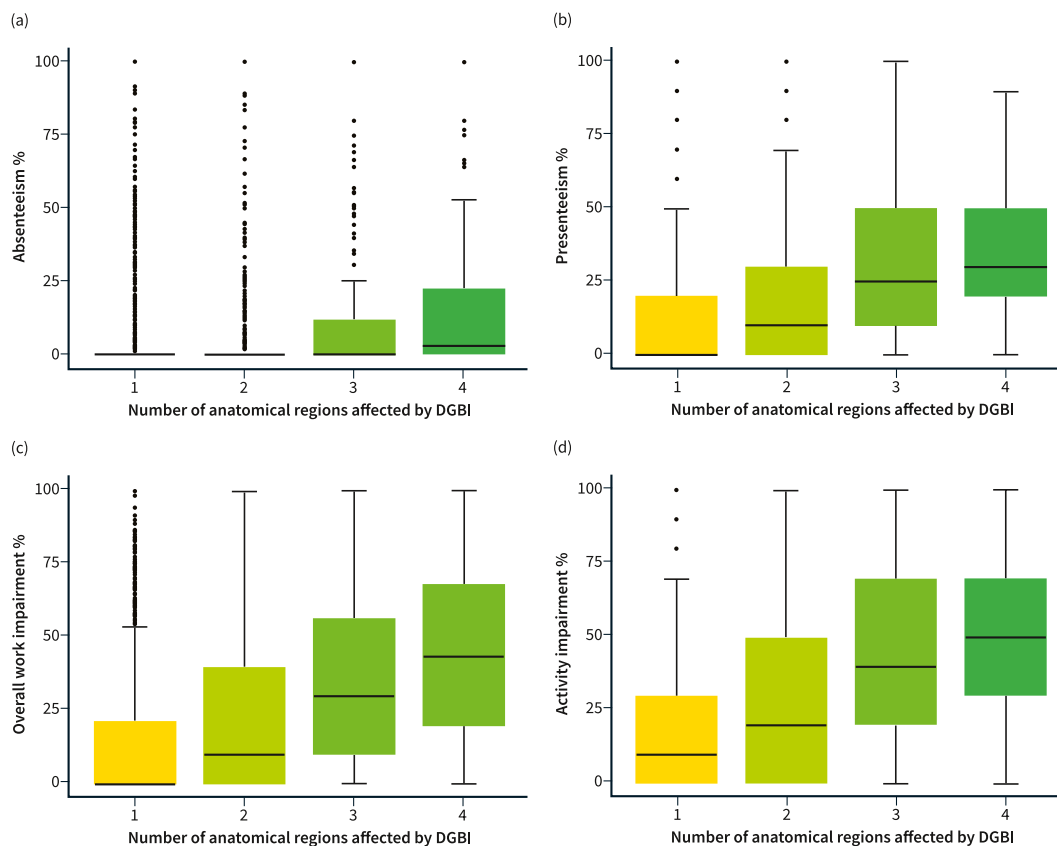 (a)
Absenteeism %
100
75
50
25
0
1 2 3 4
Number of anatomical regions affected by DGBI
(b)
Presenteeism %
100
75
50
25
0
1 2 3 4
Number of anatomical regions affected by DGBI
(c)
Overall work impairment %
100
75
50
25
0
1 2 3 4
Number of anatomical regions affected by DGBI
(d)
Activity impairment %
100
75
50
25
0
1 2 3 4
Number of anatomical regions affected by DGBI